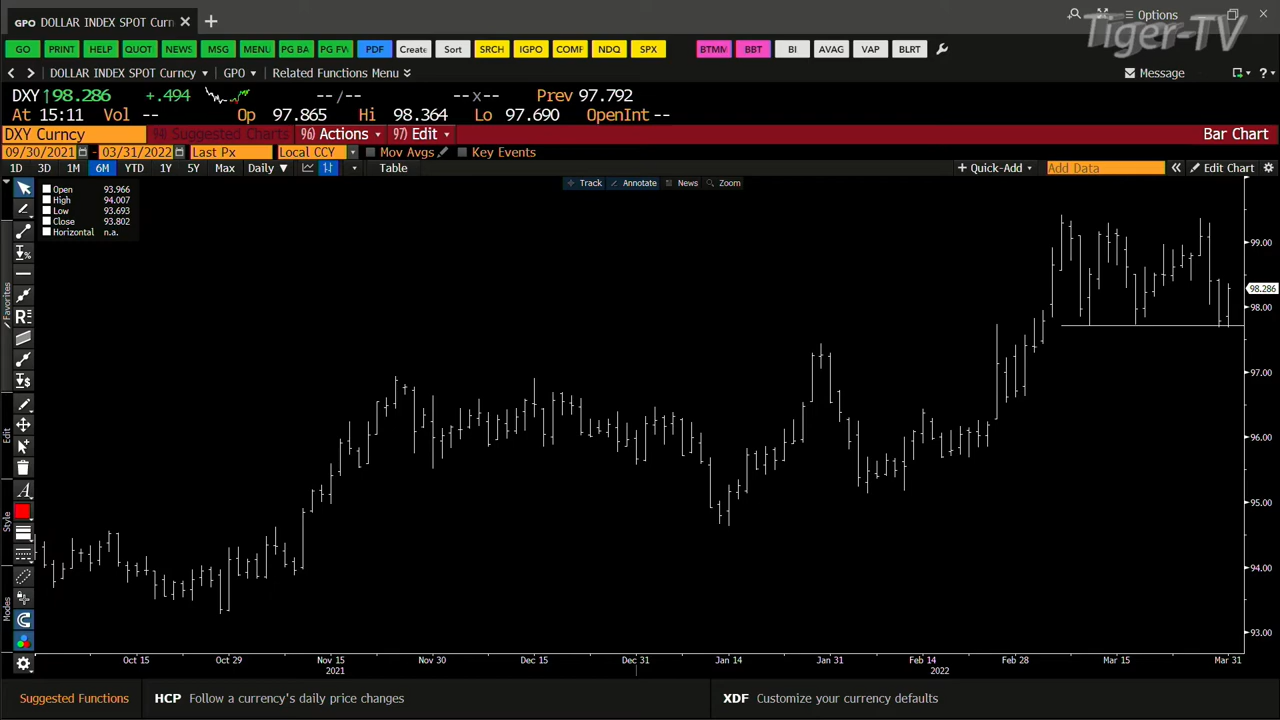 GPO DOLLAR INDEX SPOT Curn
Options
Tiger-TV
GO PRINT HELP QUOT NEWS MSG MENU PG BA PG FV PDF Create Sort SRCH IGPO COMF NDQ SPX BTMM BBT BI AVAG VAP BLRT
DOLLAR INDEX SPOT Curncy GPO Related Functions Menu Message
DXY 98.286 +.494 --/-- --x-- Prev 97.792
At 15:11 Vol -- Op 97.865 Hi 98.364 Lo 97.690 OpenInt --
DXY Curncy 94) Suggested Charts 96) Actions 97) Edit Bar Chart
09/30/2021 - 03/31/2022 Last Px Local CCY Mov Avgs Key Events
1D 3D 1M 6M YTD 1Y 5Y Max Daily Table + Quick-Add Add Data « Edit Chart
Track Annotate News Zoom
Open 93.966
High 94.007
Low 93.693
Close 93.802
Horizontal n.a.
Favorites
Edit
Style
Modes
99.00
98.286
98.00
97.00
96.00
95.00
94.00
93.00
Oct 15 Oct 29 Nov 15 Nov 30 Dec 15 Dec 31 Jan 14 Jan 31 Feb 14 Feb 28 Mar 15 Mar 31
2021 2022
Suggested Functions HCP Follow a currency's daily price changes XDF Customize your currency defaults